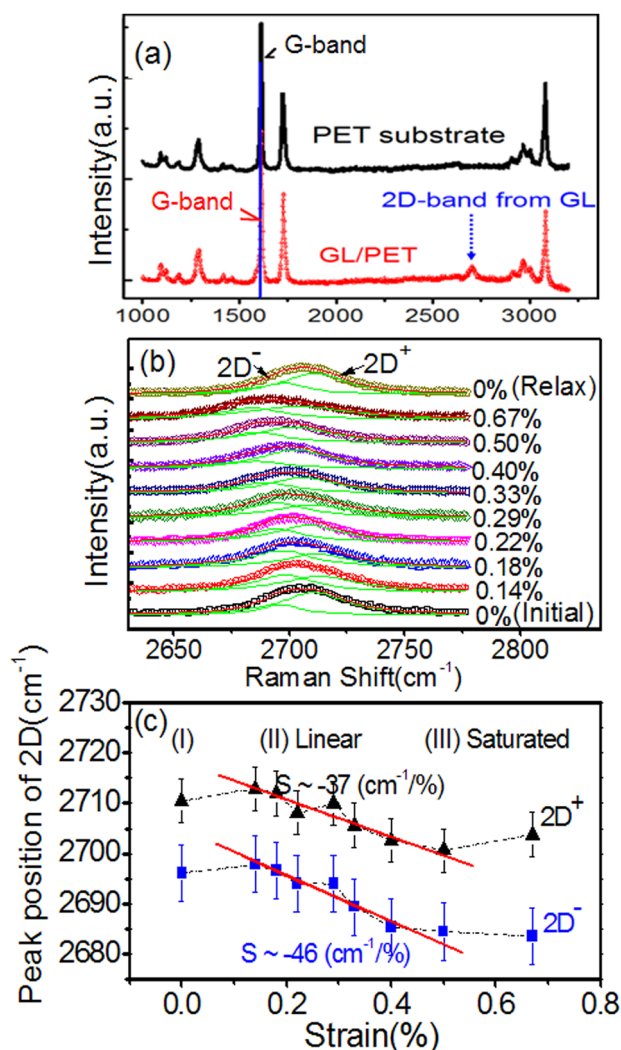 (a)
G-band
PET substrate
G-band
2D-band from GL
GL/PET
Intensity(a.u.)
1000 1500 2000 2500 3000
(b)
2D⁻ 2D⁺
0% (Relax)
0.67%
0.50%
0.40%
0.33%
0.29%
0.22%
0.18%
0.14%
0%(Initial)
Intensity(a.u.)
2650 2700 2750 2800
Raman Shift(cm⁻¹)
(c)
(I) (II) Linear (III) Saturated
S ~ -37 (cm⁻¹/%)
2D⁺
2D⁻
S ~ -46 (cm⁻¹/%)
Peak position of 2D(cm⁻¹)
2730
2720
2710
2700
2690
2680
0.0 0.2 0.4 0.6 0.8
Strain(%)